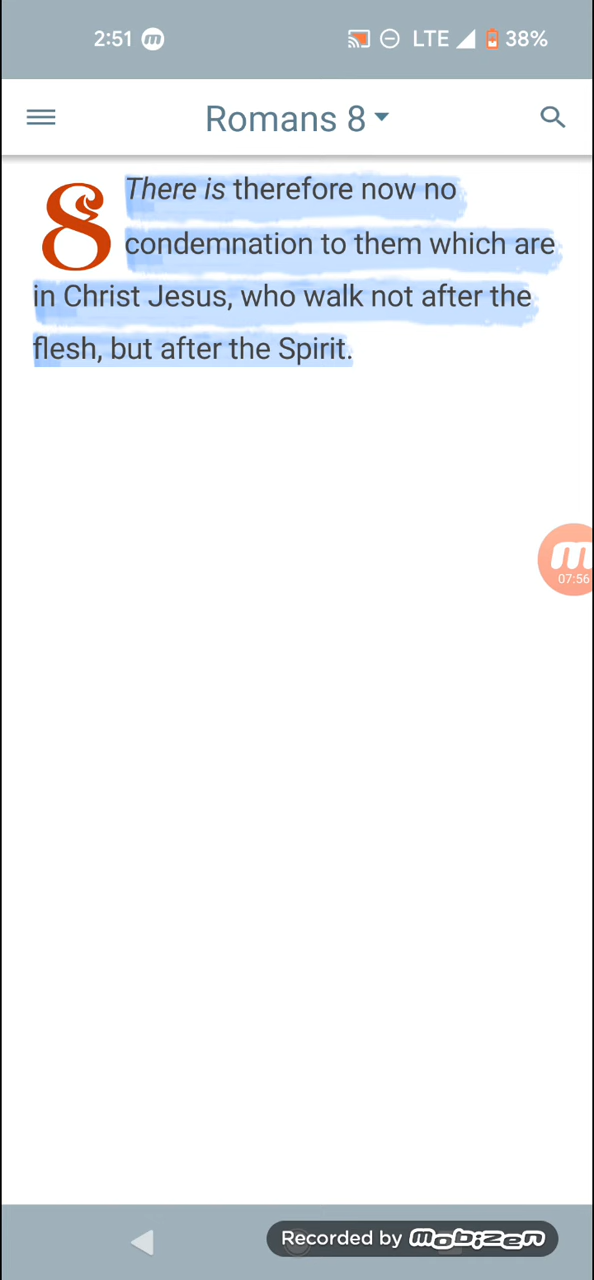 2:51 m LTE 38%
Romans 8
8 There is therefore now no
condemnation to them which are
in Christ Jesus, who walk not after the
flesh, but after the Spirit.
m
07:56
Recorded by mobizen